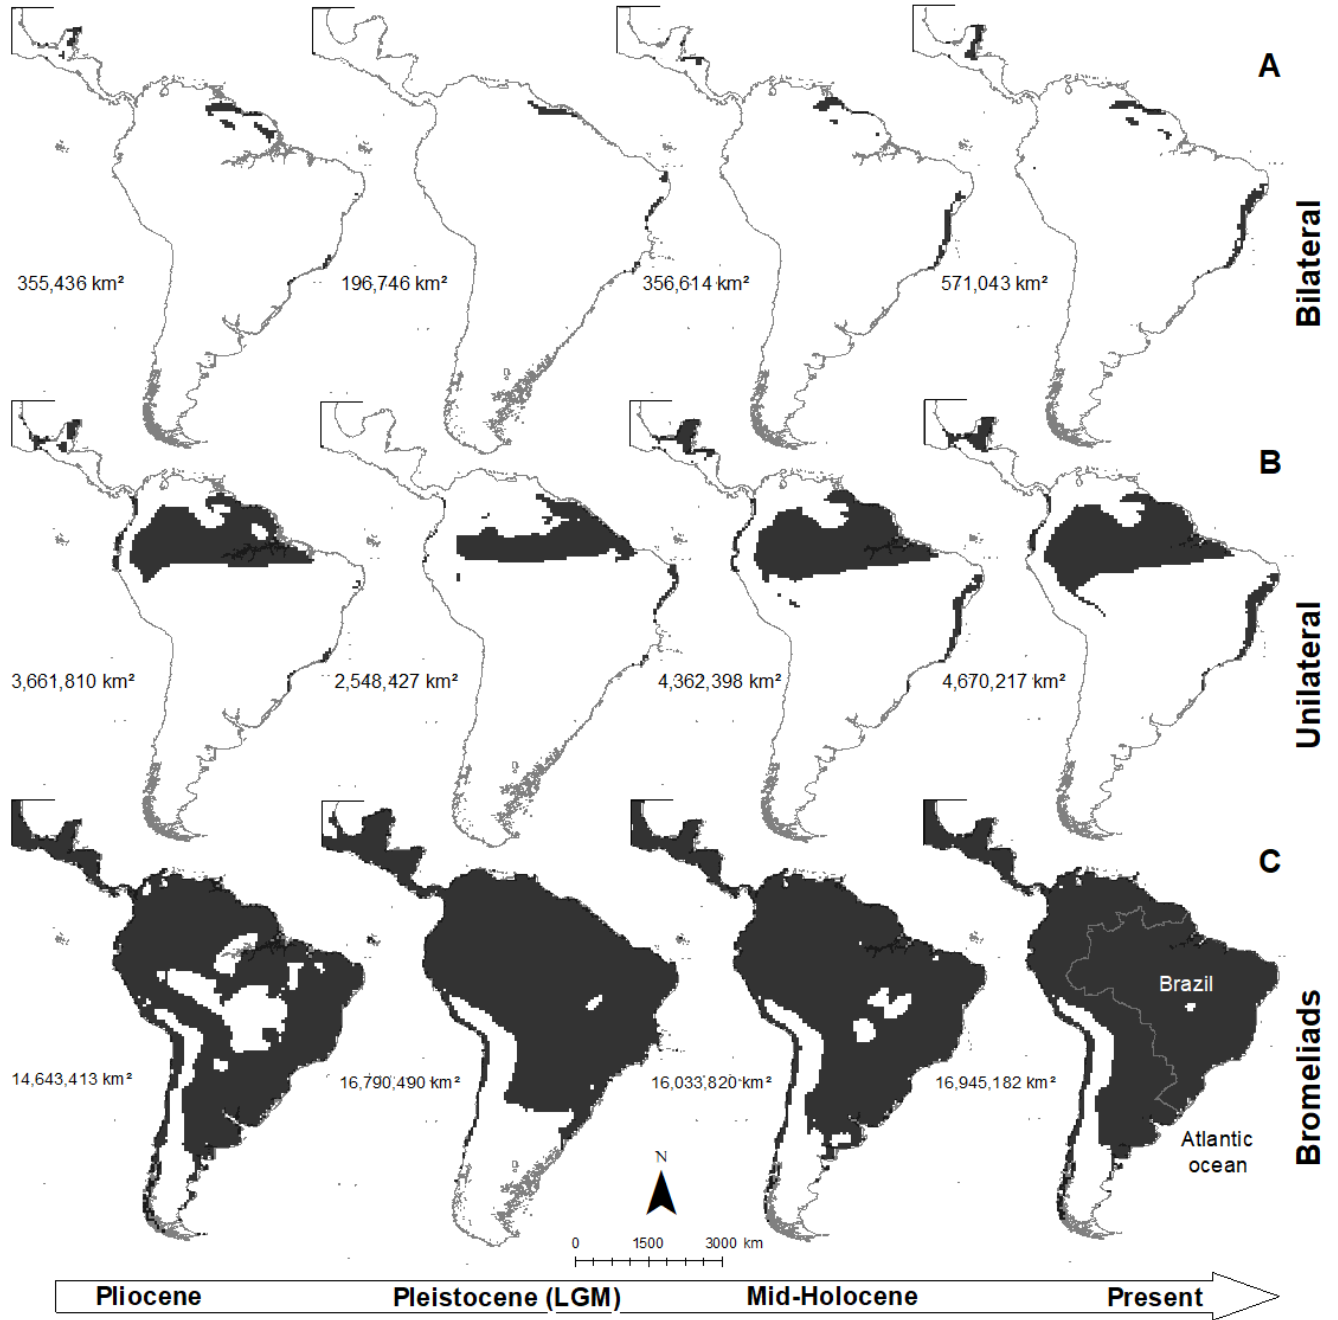 A
Bilateral
355,436 km²
196,746 km²
356,614 km²
571,043 km²
B
Unilateral
3,661,810 km²
2,548,427 km²
4,362,398 km²
4,670,217 km²
C
Bromeliads
Brazil
14,643,413 km²
16,790,490 km²
16,033,820 km²
16,945,182 km²
Atlantic
ocean
N
0 1500 3000 km
Pliocene Pleistocene (LGM) Mid-Holocene Present